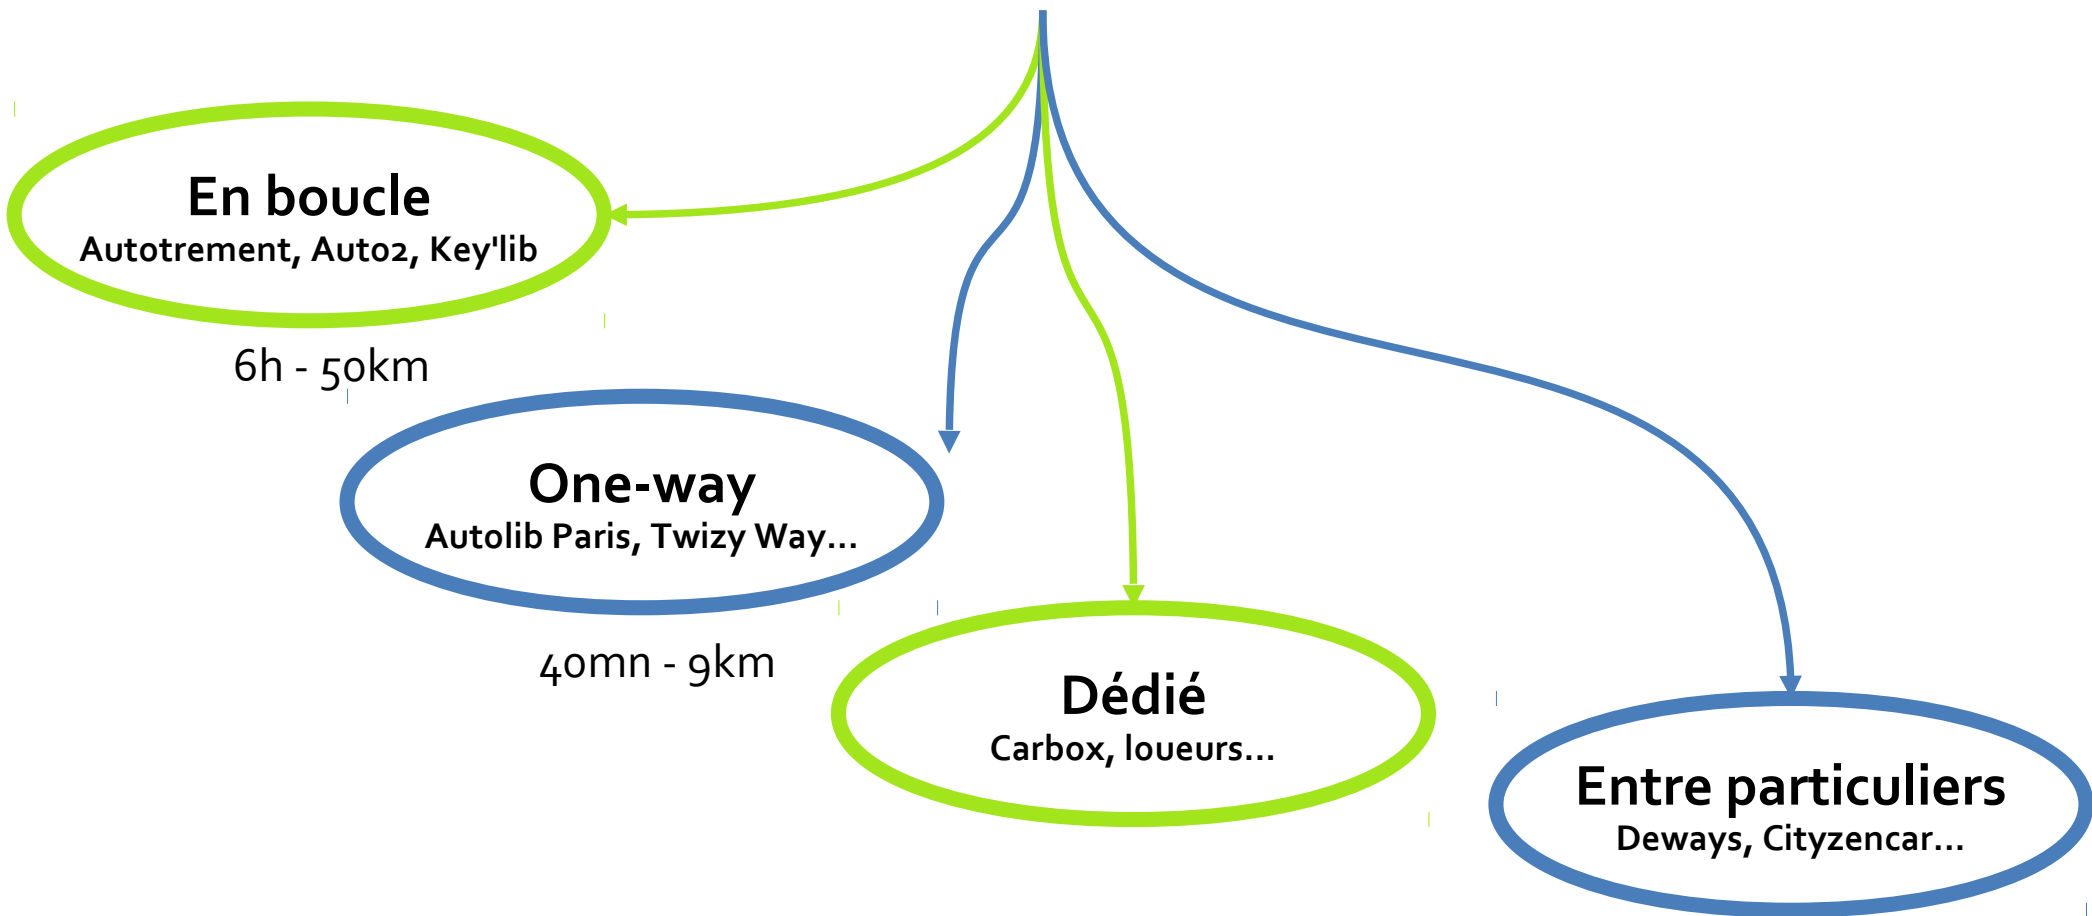 En boucle
Autotrement, Auto2, Key'lib
6h - 50km
One-way
Autolib Paris, Twizy Way...
40mn - 9km
Dédié
Carbox, loueurs...
Entre particuliers
Deways, Cityzencar...